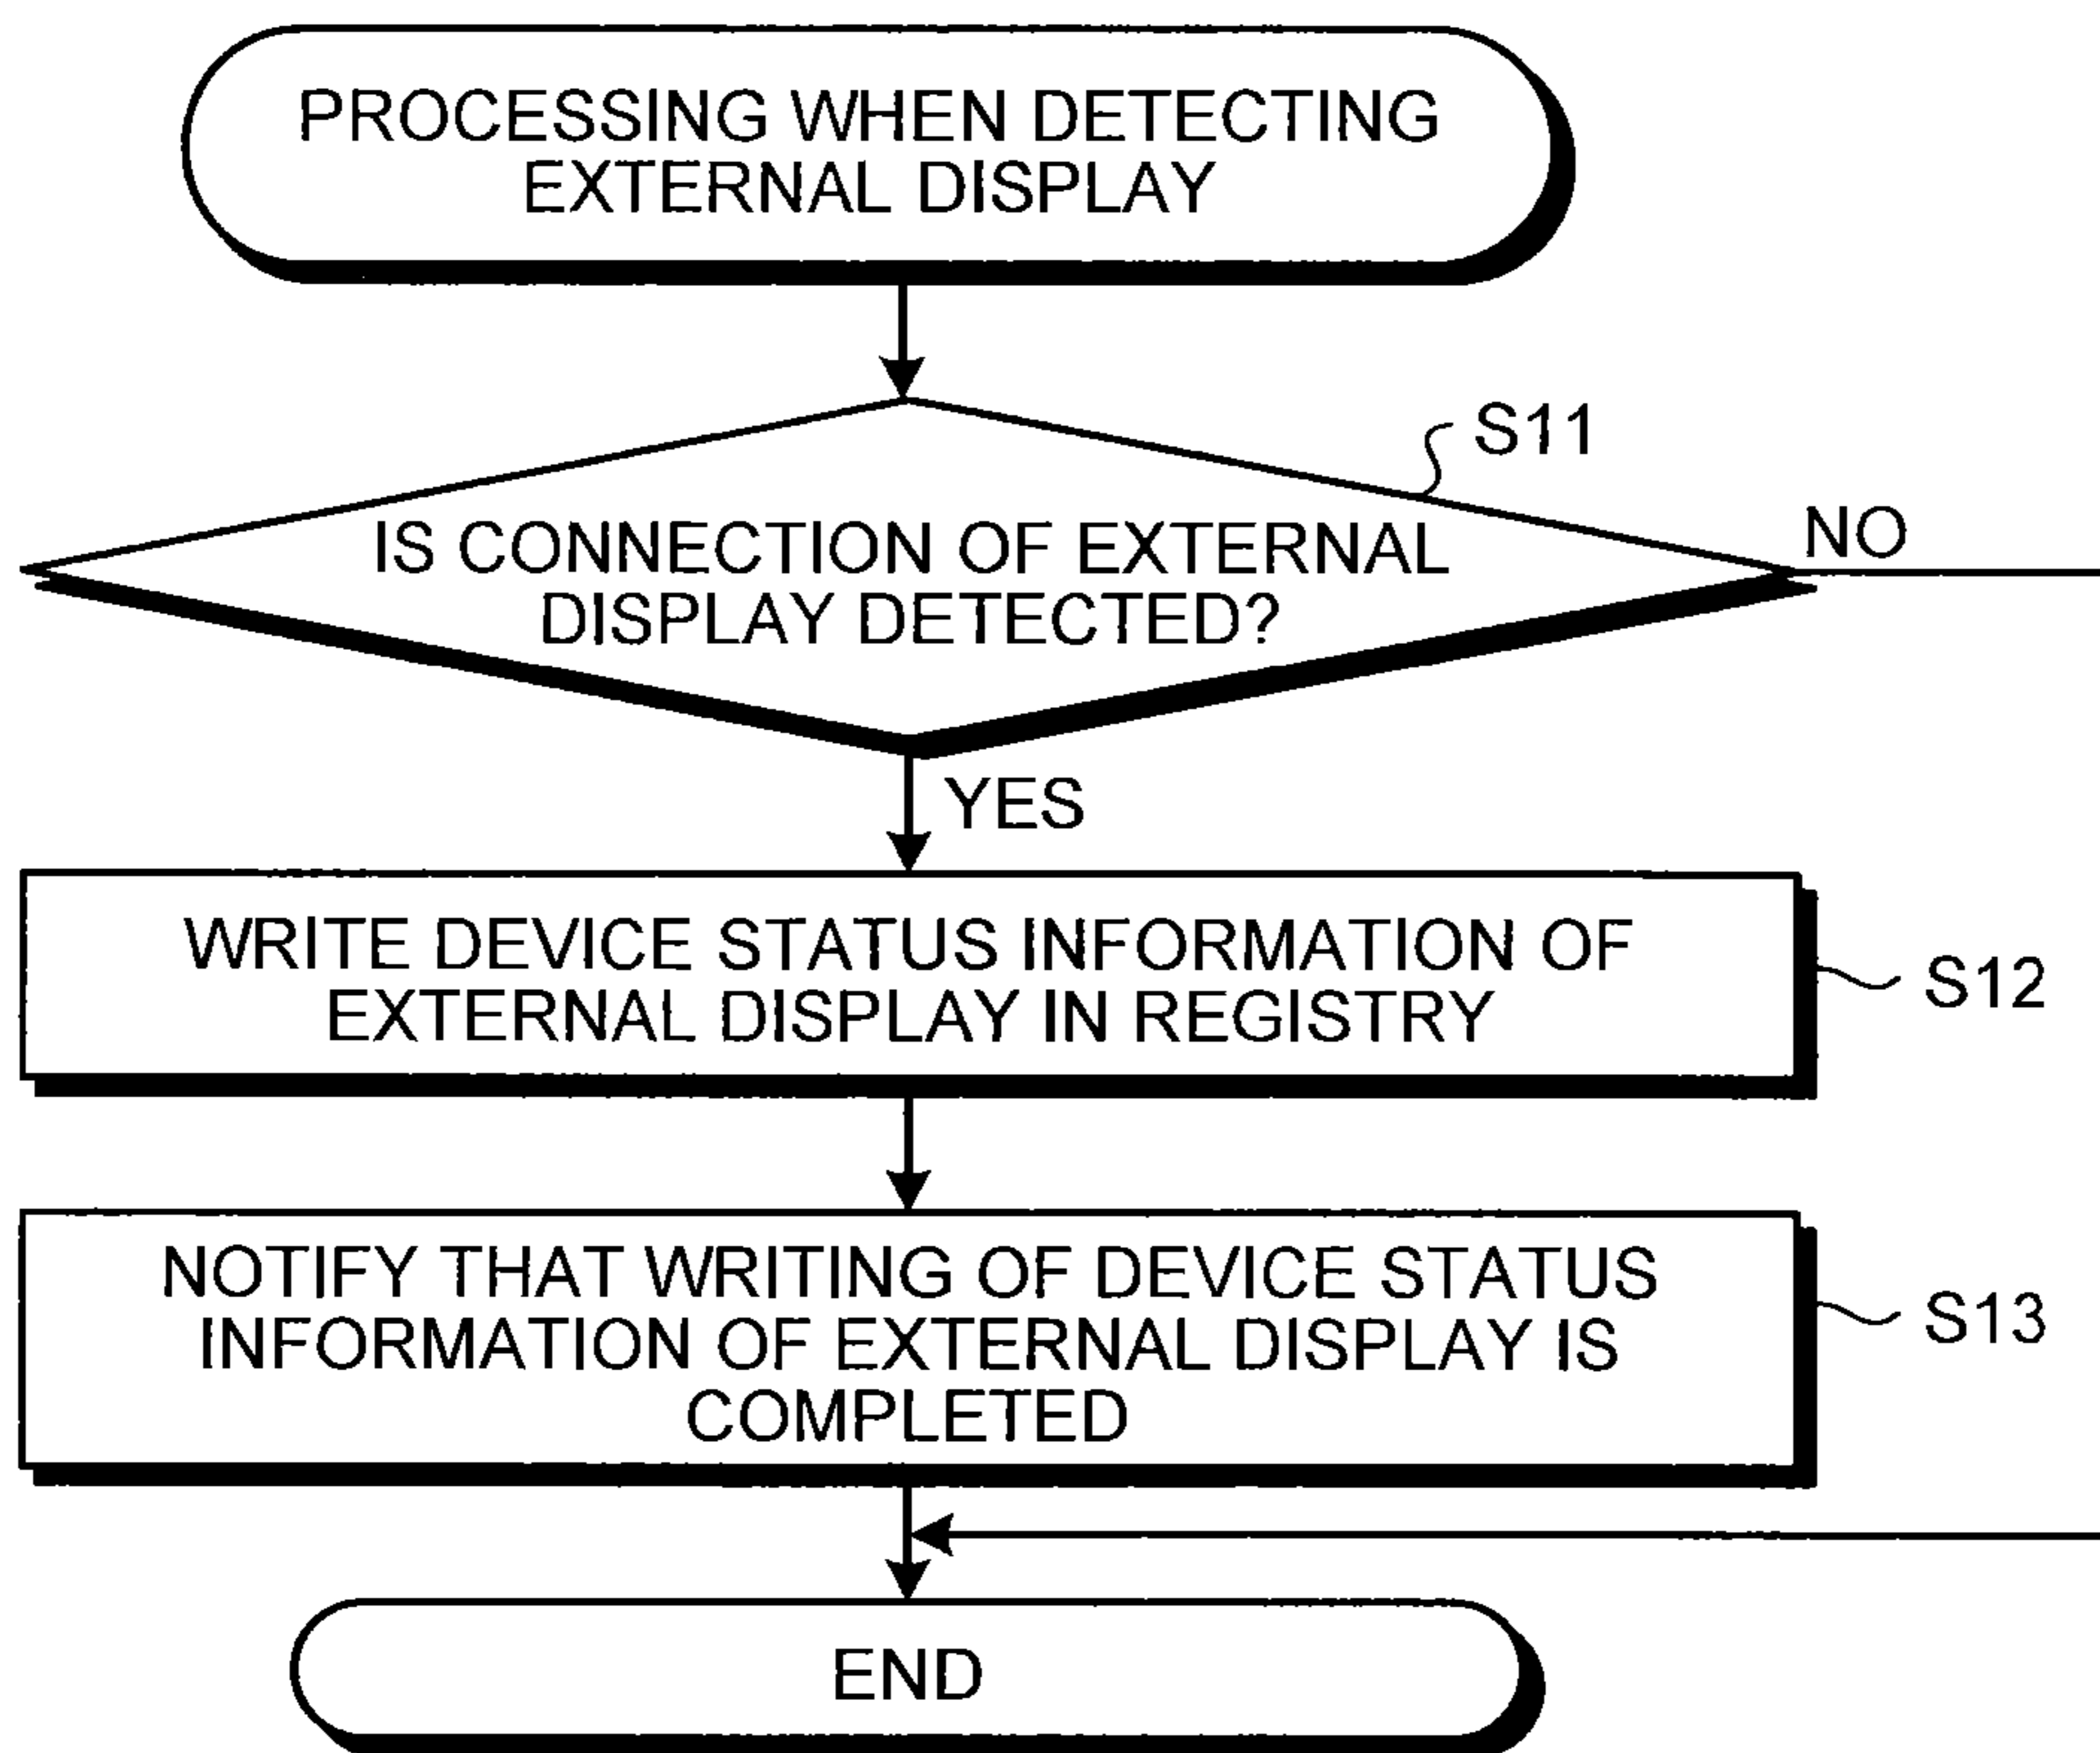 PROCESSING WHEN DETECTING
EXTERNAL DISPLAY
S11
IS CONNECTION OF EXTERNAL
DISPLAY DETECTED?
NO
YES
WRITE DEVICE STATUS INFORMATION OF
EXTERNAL DISPLAY IN REGISTRY
S12
NOTIFY THAT WRITING OF DEVICE STATUS
INFORMATION OF EXTERNAL DISPLAY IS
COMPLETED
S13
END